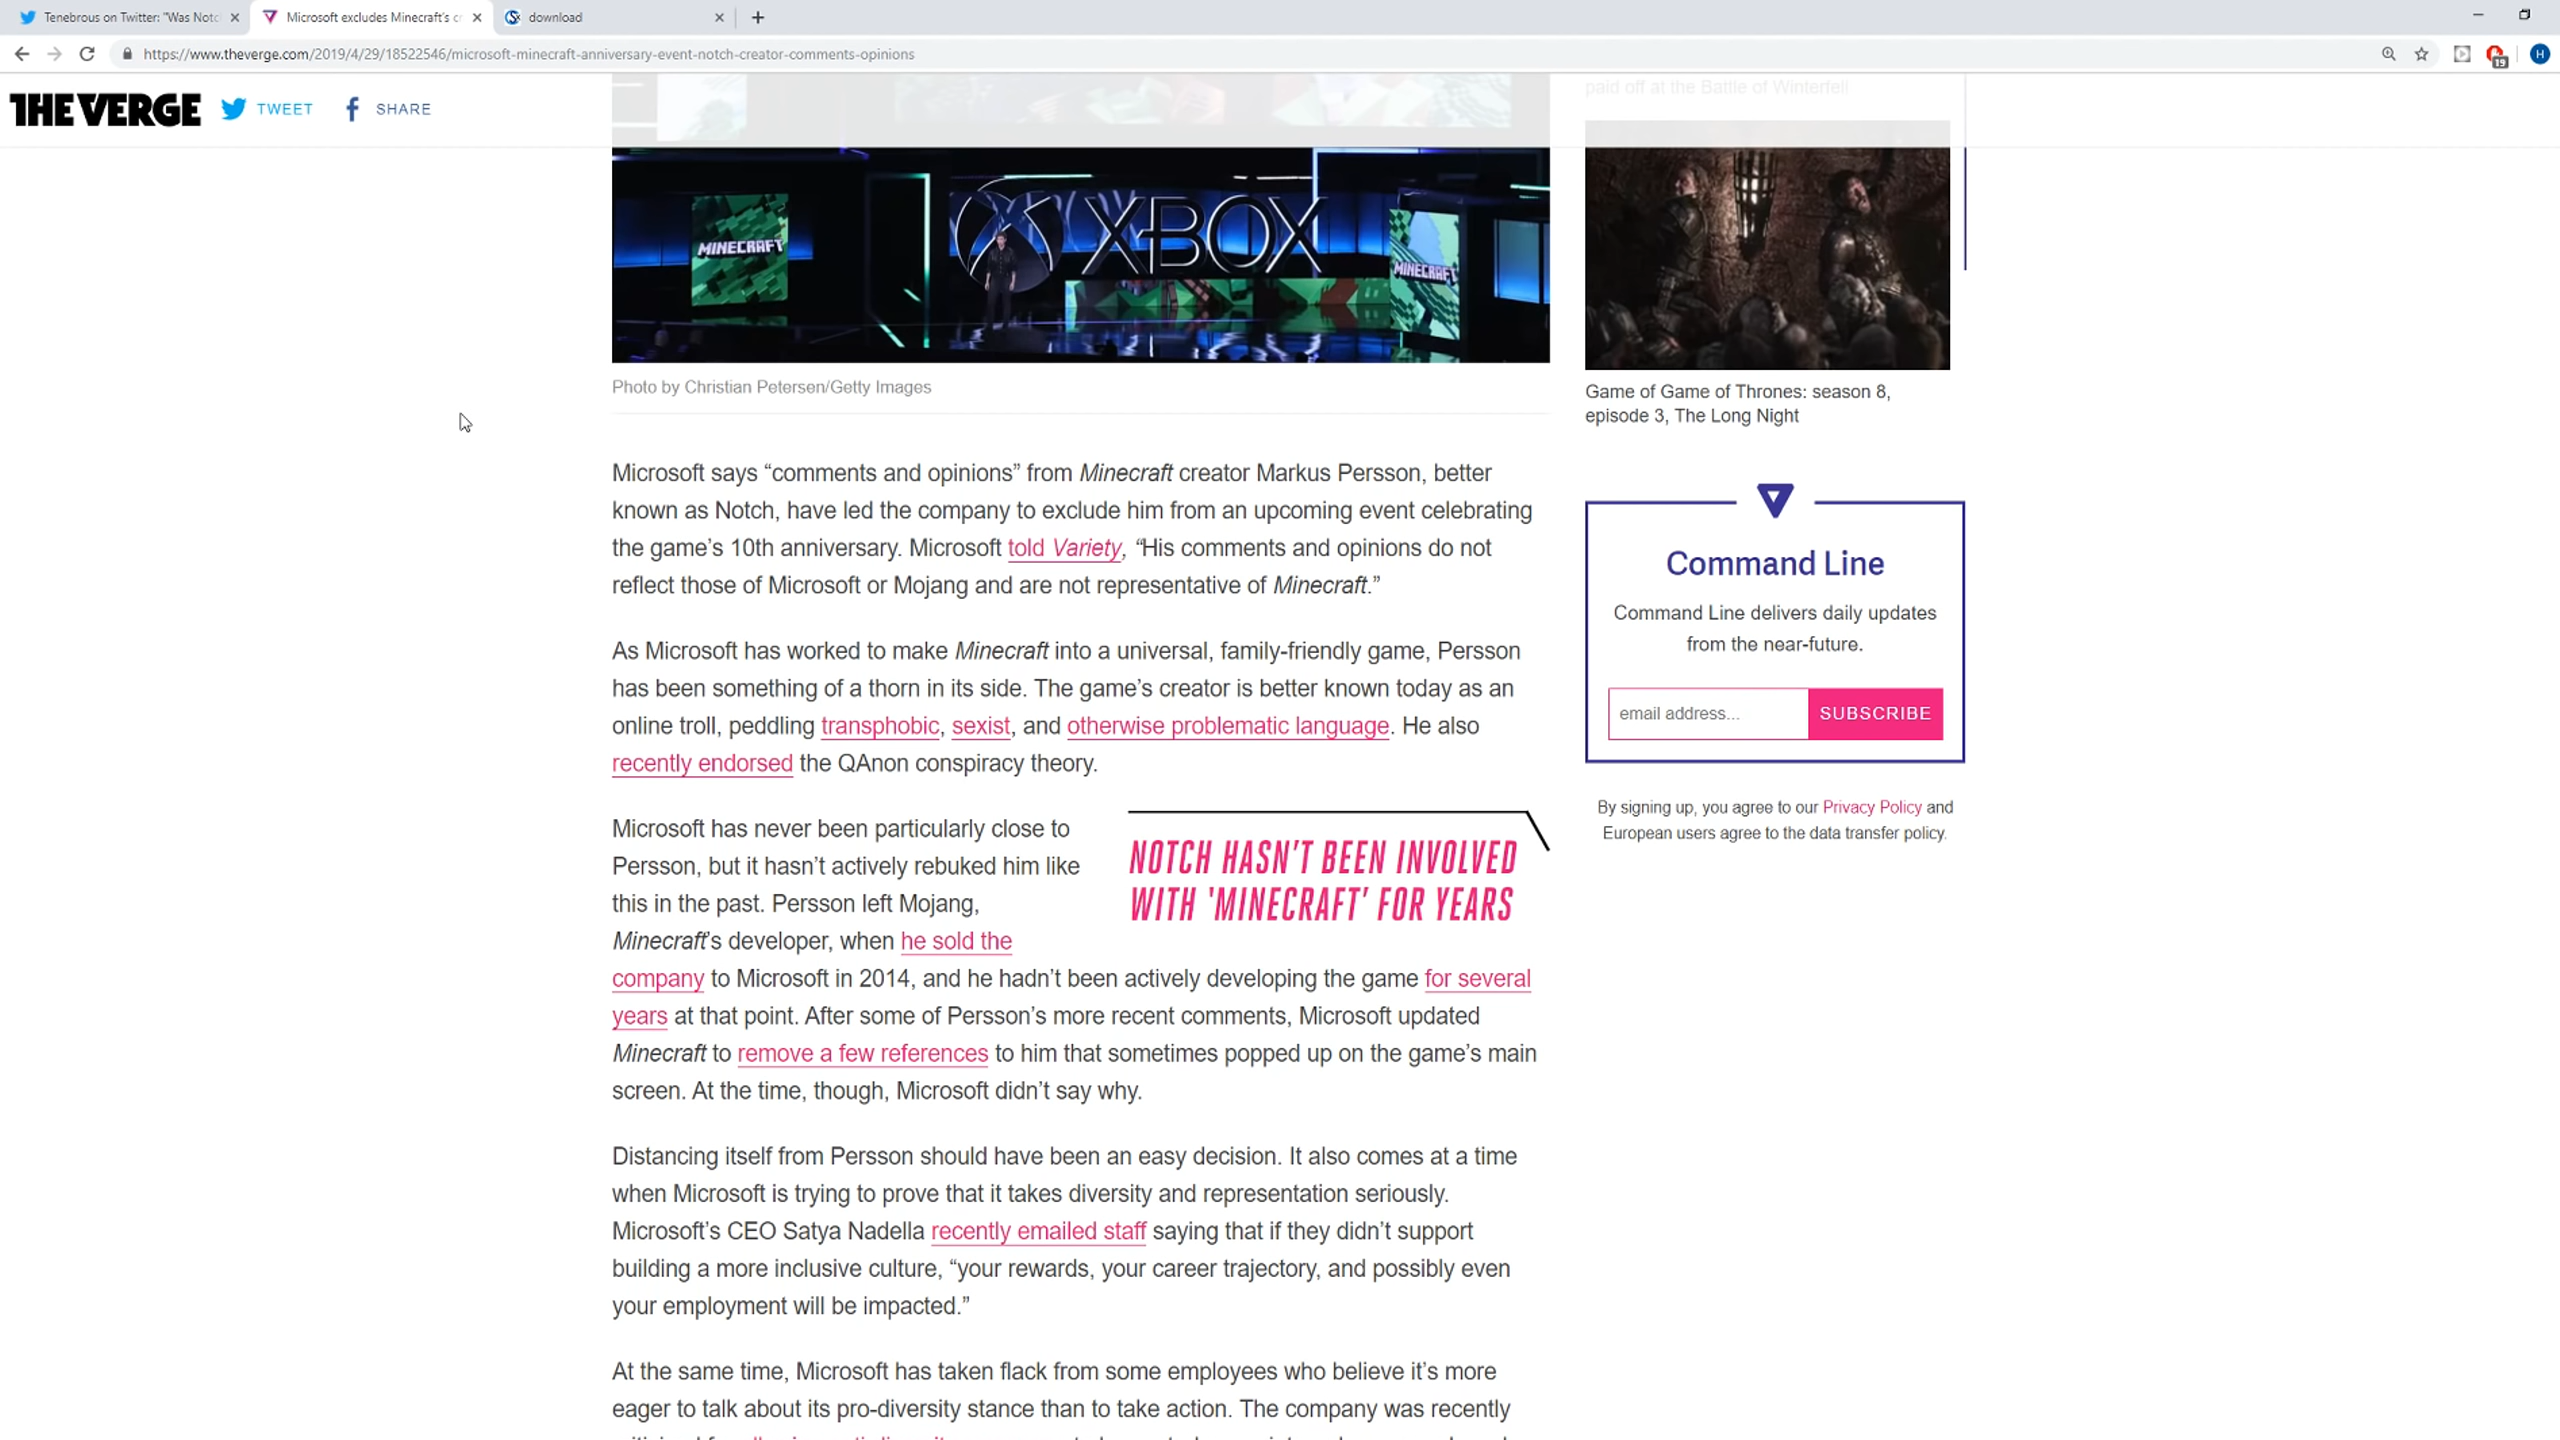 Tenebrous on Twitter: "Was Notc
Microsoft excludes Minecraft's c
download
https://www.theverge.com/2019/4/29/18522546/microsoft-minecraft-anniversary-event-notch-creator-comments-opinions
19
H
THE VERGE
TWEET
SHARE
paid off at the Battle of Winterfell
MINECRAFT
XBOX
MINECRAFT
Photo by Christian Petersen/Getty Images
Game of Game of Thrones: season 8,
episode 3, The Long Night
Microsoft says “comments and opinions” from Minecraft creator Markus Persson, better
known as Notch, have led the company to exclude him from an upcoming event celebrating
the game’s 10th anniversary. Microsoft told Variety, “His comments and opinions do not
reflect those of Microsoft or Mojang and are not representative of Minecraft.”
As Microsoft has worked to make Minecraft into a universal, family-friendly game, Persson
has been something of a thorn in its side. The game’s creator is better known today as an
online troll, peddling transphobic, sexist, and otherwise problematic language. He also
recently endorsed the QAnon conspiracy theory.
Microsoft has never been particularly close to
Persson, but it hasn’t actively rebuked him like
this in the past. Persson left Mojang,
Minecraft’s developer, when he sold the
company to Microsoft in 2014, and he hadn’t been actively developing the game for several
years at that point. After some of Persson’s more recent comments, Microsoft updated
Minecraft to remove a few references to him that sometimes popped up on the game’s main
screen. At the time, though, Microsoft didn’t say why.
NOTCH HASN'T BEEN INVOLVED
WITH 'MINECRAFT' FOR YEARS
Distancing itself from Persson should have been an easy decision. It also comes at a time
when Microsoft is trying to prove that it takes diversity and representation seriously.
Microsoft’s CEO Satya Nadella recently emailed staff saying that if they didn’t support
building a more inclusive culture, “your rewards, your career trajectory, and possibly even
your employment will be impacted.”
At the same time, Microsoft has taken flack from some employees who believe it’s more
eager to talk about its pro-diversity stance than to take action. The company was recently
Command Line
Command Line delivers daily updates
from the near-future.
email address...
SUBSCRIBE
By signing up, you agree to our Privacy Policy and
European users agree to the data transfer policy.